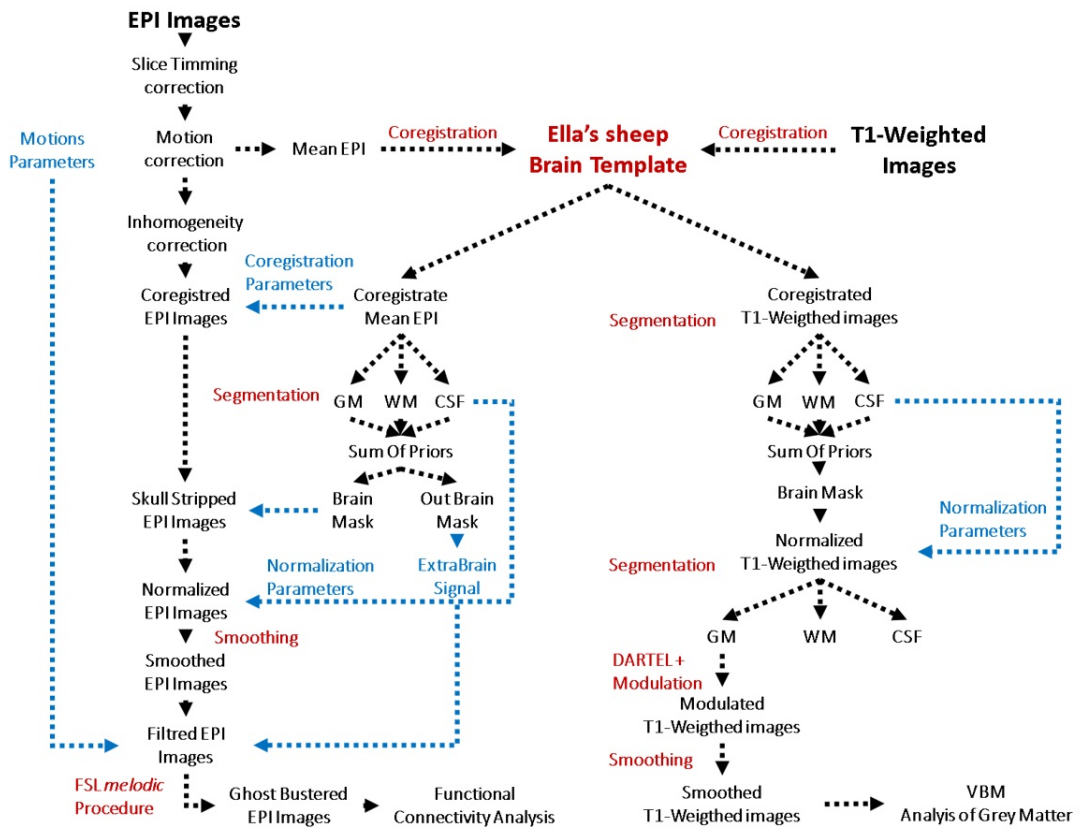 EPI Images
Slice Timming
correction
Motions
Parameters
Motion
correction
Mean EPI
Coregistration
Ella's sheep
Brain Template
Coregistration
T1-Weighted
Images
Inhomogeneity
correction
Coregistration
Parameters
Coregistred
EPI Images
Coregistrate
Mean EPI
Segmentation
Coregistrated
T1-Weigthed images
Segmentation
GM
WM
CSF
GM
WM
CSF
Sum Of Priors
Sum Of Priors
Skull Stripped
EPI Images
Brain
Mask
Out Brain
Mask
Brain Mask
Normalization
Parameters
Normalized
EPI Images
Normalization
Parameters
ExtraBrain
Signal
Segmentation
Normalized
T1-Weigthed images
Smoothing
GM
WM
CSF
Smoothed
EPI Images
DARTEL+
Modulation
Modulated
T1-Weigthed images
Filtred EPI
Images
Smoothing
FSL melodic
Procedure
Ghost Bustered
EPI Images
Functional
Connectivity Analysis
Smoothed
T1-Weigthed images
VBM
Analyis of Grey Matter